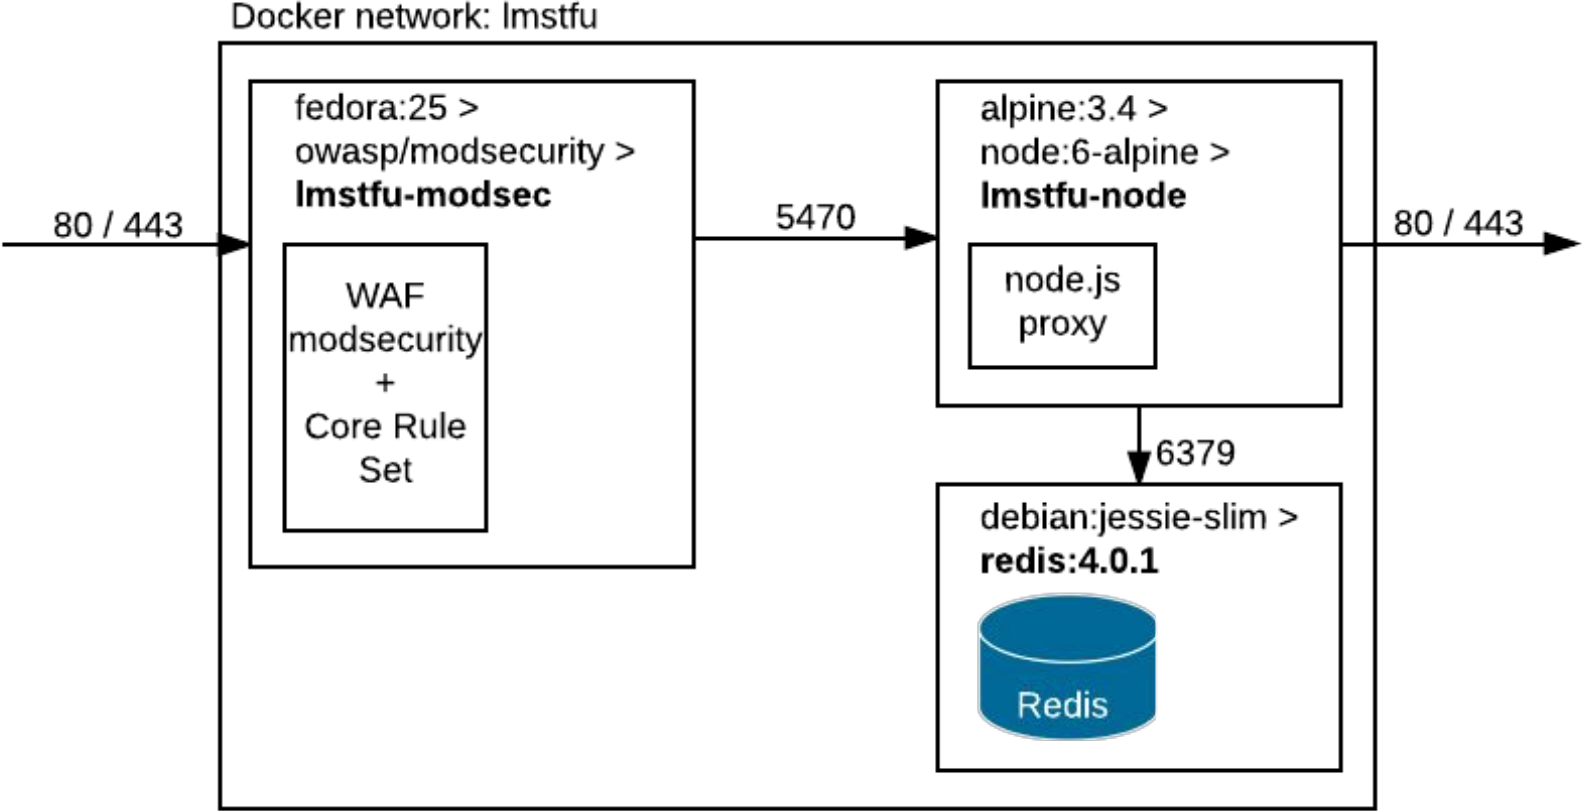 Docker network: lmstfu
fedora:25 >
owasp/modsecurity >
lmstfu-modsec
80 / 443
WAF
modsecurity
+
Core Rule
Set
5470
alpine:3.4 >
node:6-alpine >
lmstfu-node
node.js
proxy
80 / 443
6379
debian:jessie-slim >
redis:4.0.1
Redis